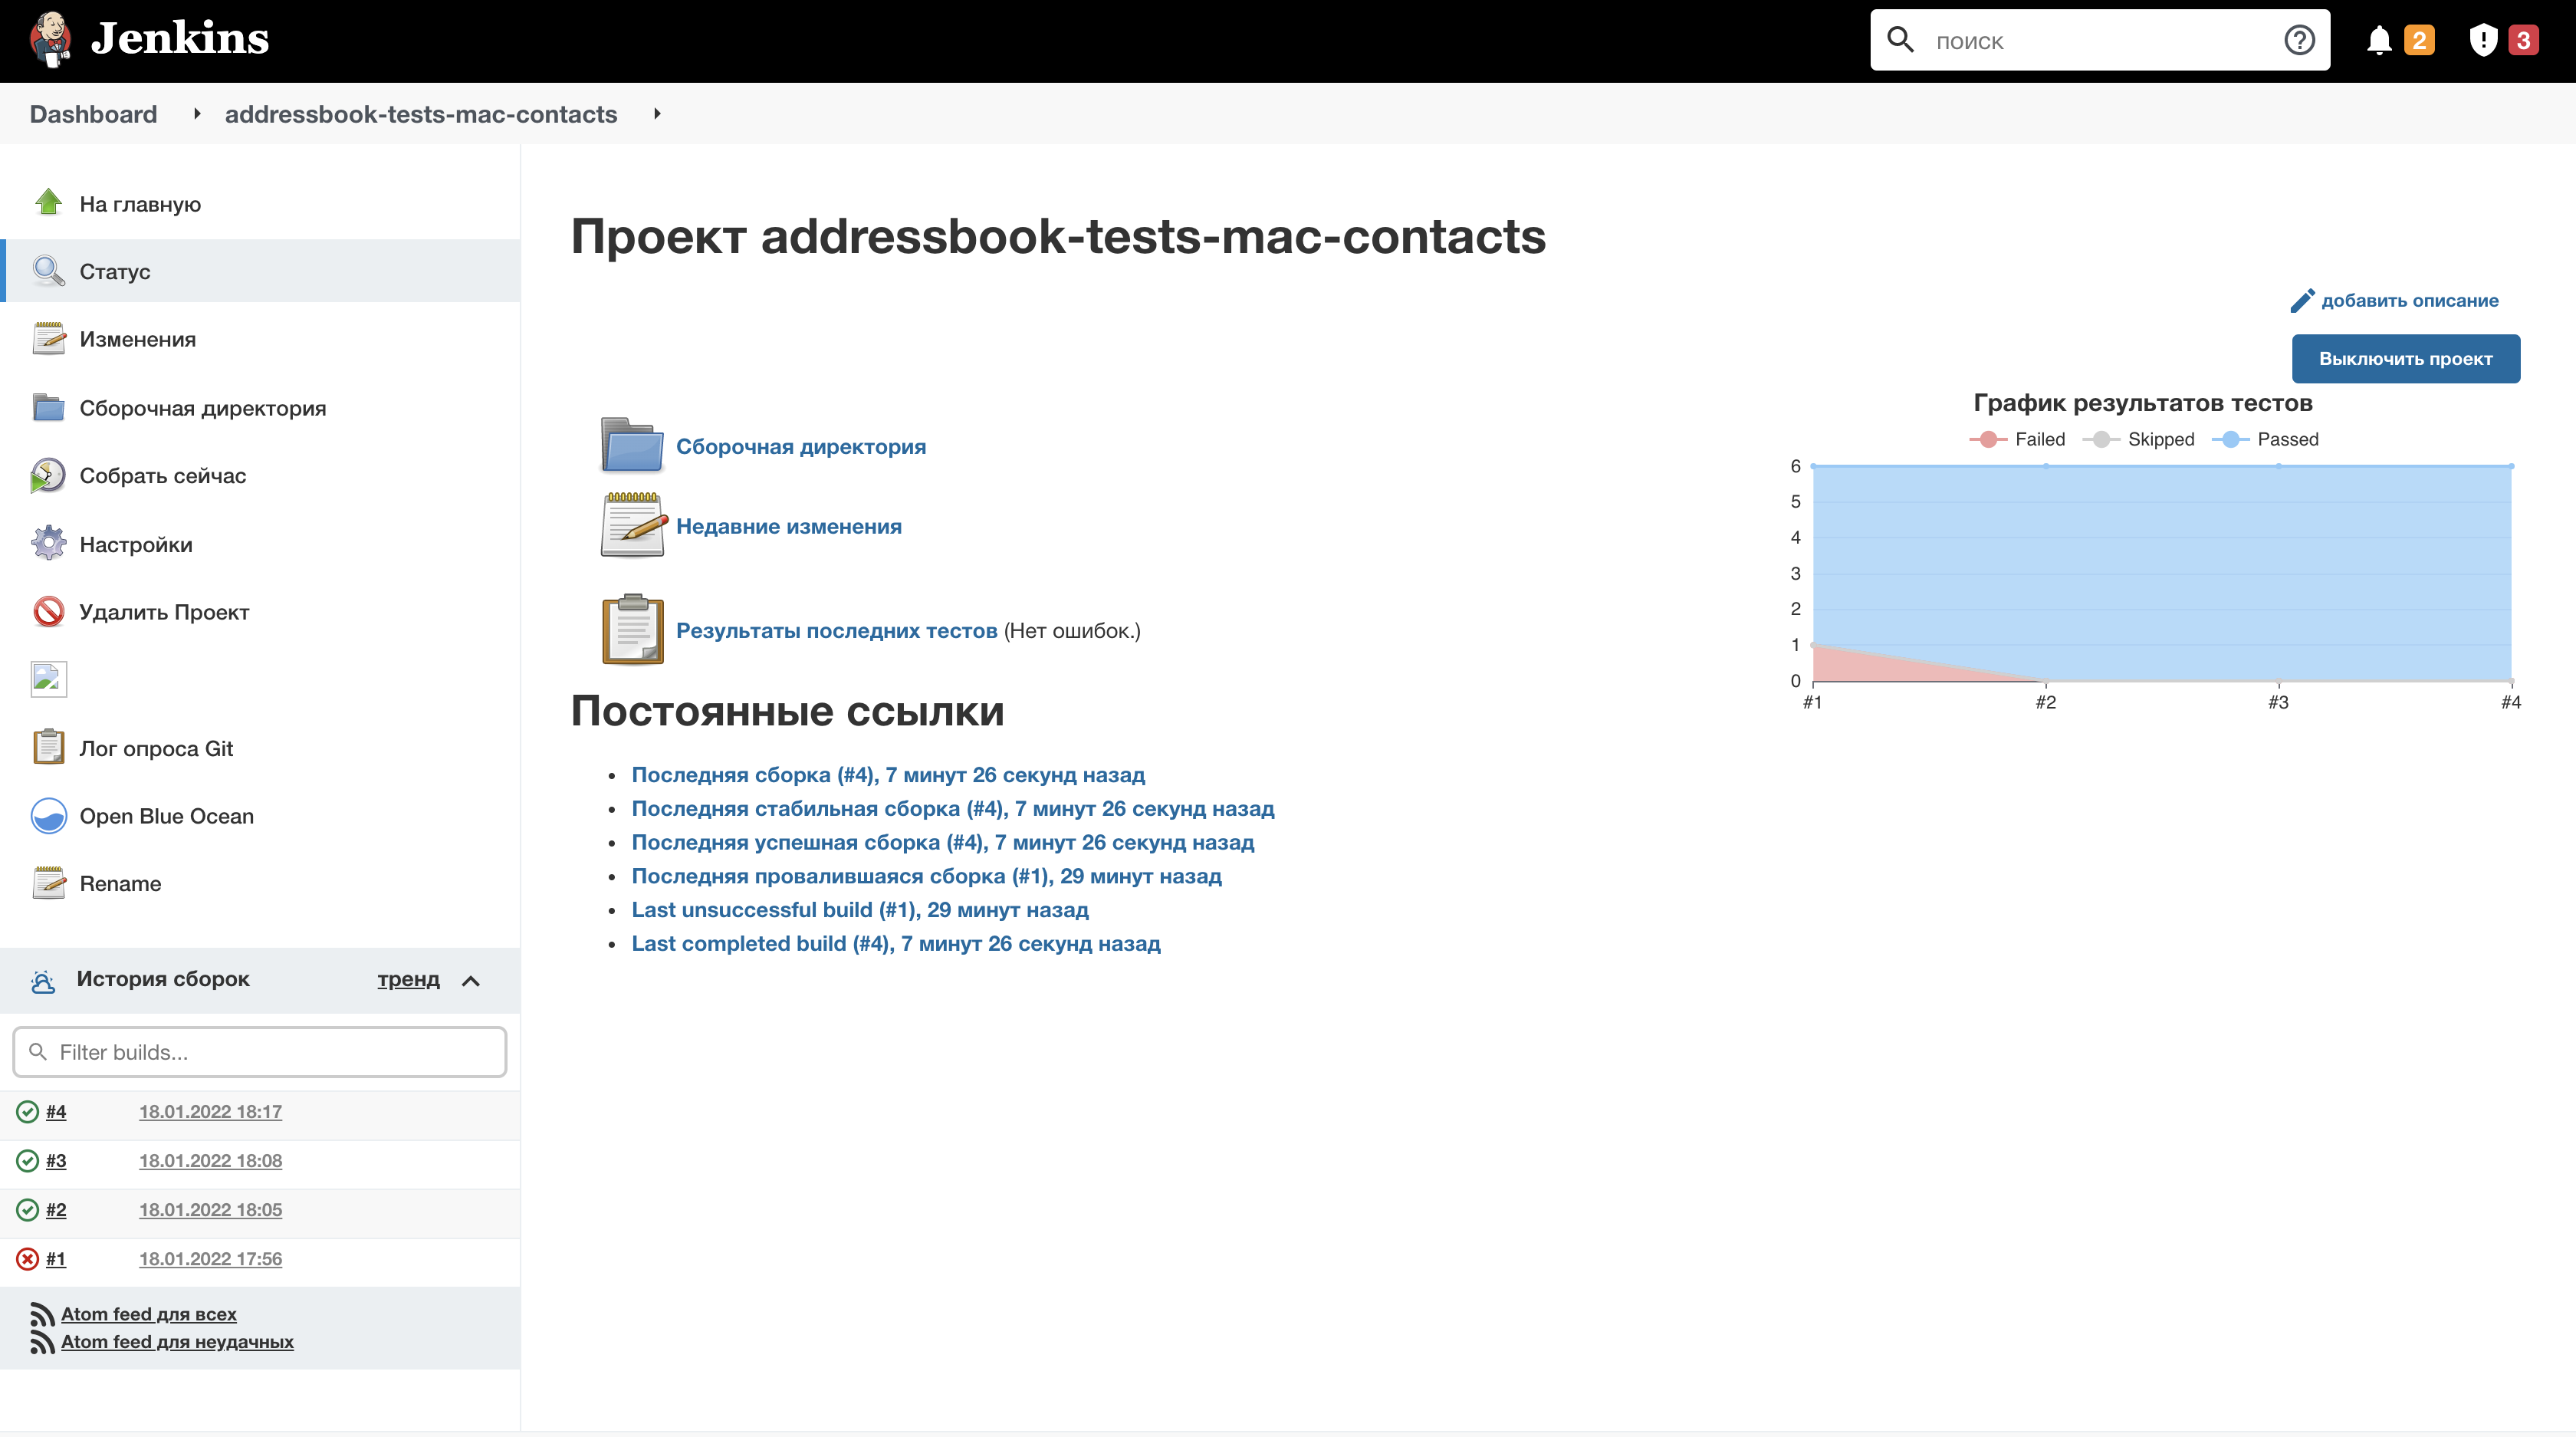 Jenkins
поиск
2
3
Dashboard
addressbook-tests-mac-contacts
На главную
Статус
Изменения
Сборочная директория
Собрать сейчас
Настройки
Удалить Проект
Лог опроса Git
Open Blue Ocean
Rename
История сборок
тренд
Filter builds...
#4 18.01.2022 18:17
#3 18.01.2022 18:08
#2 18.01.2022 18:05
#1 18.01.2022 17:56
Atom feed для всех
Atom feed для неудачных
Проект addressbook-tests-mac-contacts
добавить описание
Выключить проект
Сборочная директория
Недавние изменения
Результаты последних тестов (Нет ошибок.)
Постоянные ссылки
Последняя сборка (#4), 7 минут 26 секунд назад
Последняя стабильная сборка (#4), 7 минут 26 секунд назад
Последняя успешная сборка (#4), 7 минут 26 секунд назад
Последняя провалившаяся сборка (#1), 29 минут назад
Last unsuccessful build (#1), 29 минут назад
Last completed build (#4), 7 минут 26 секунд назад
График результатов тестов
Failed Skipped Passed
6
5
4
3
2
1
0
#1 #2 #3 #4